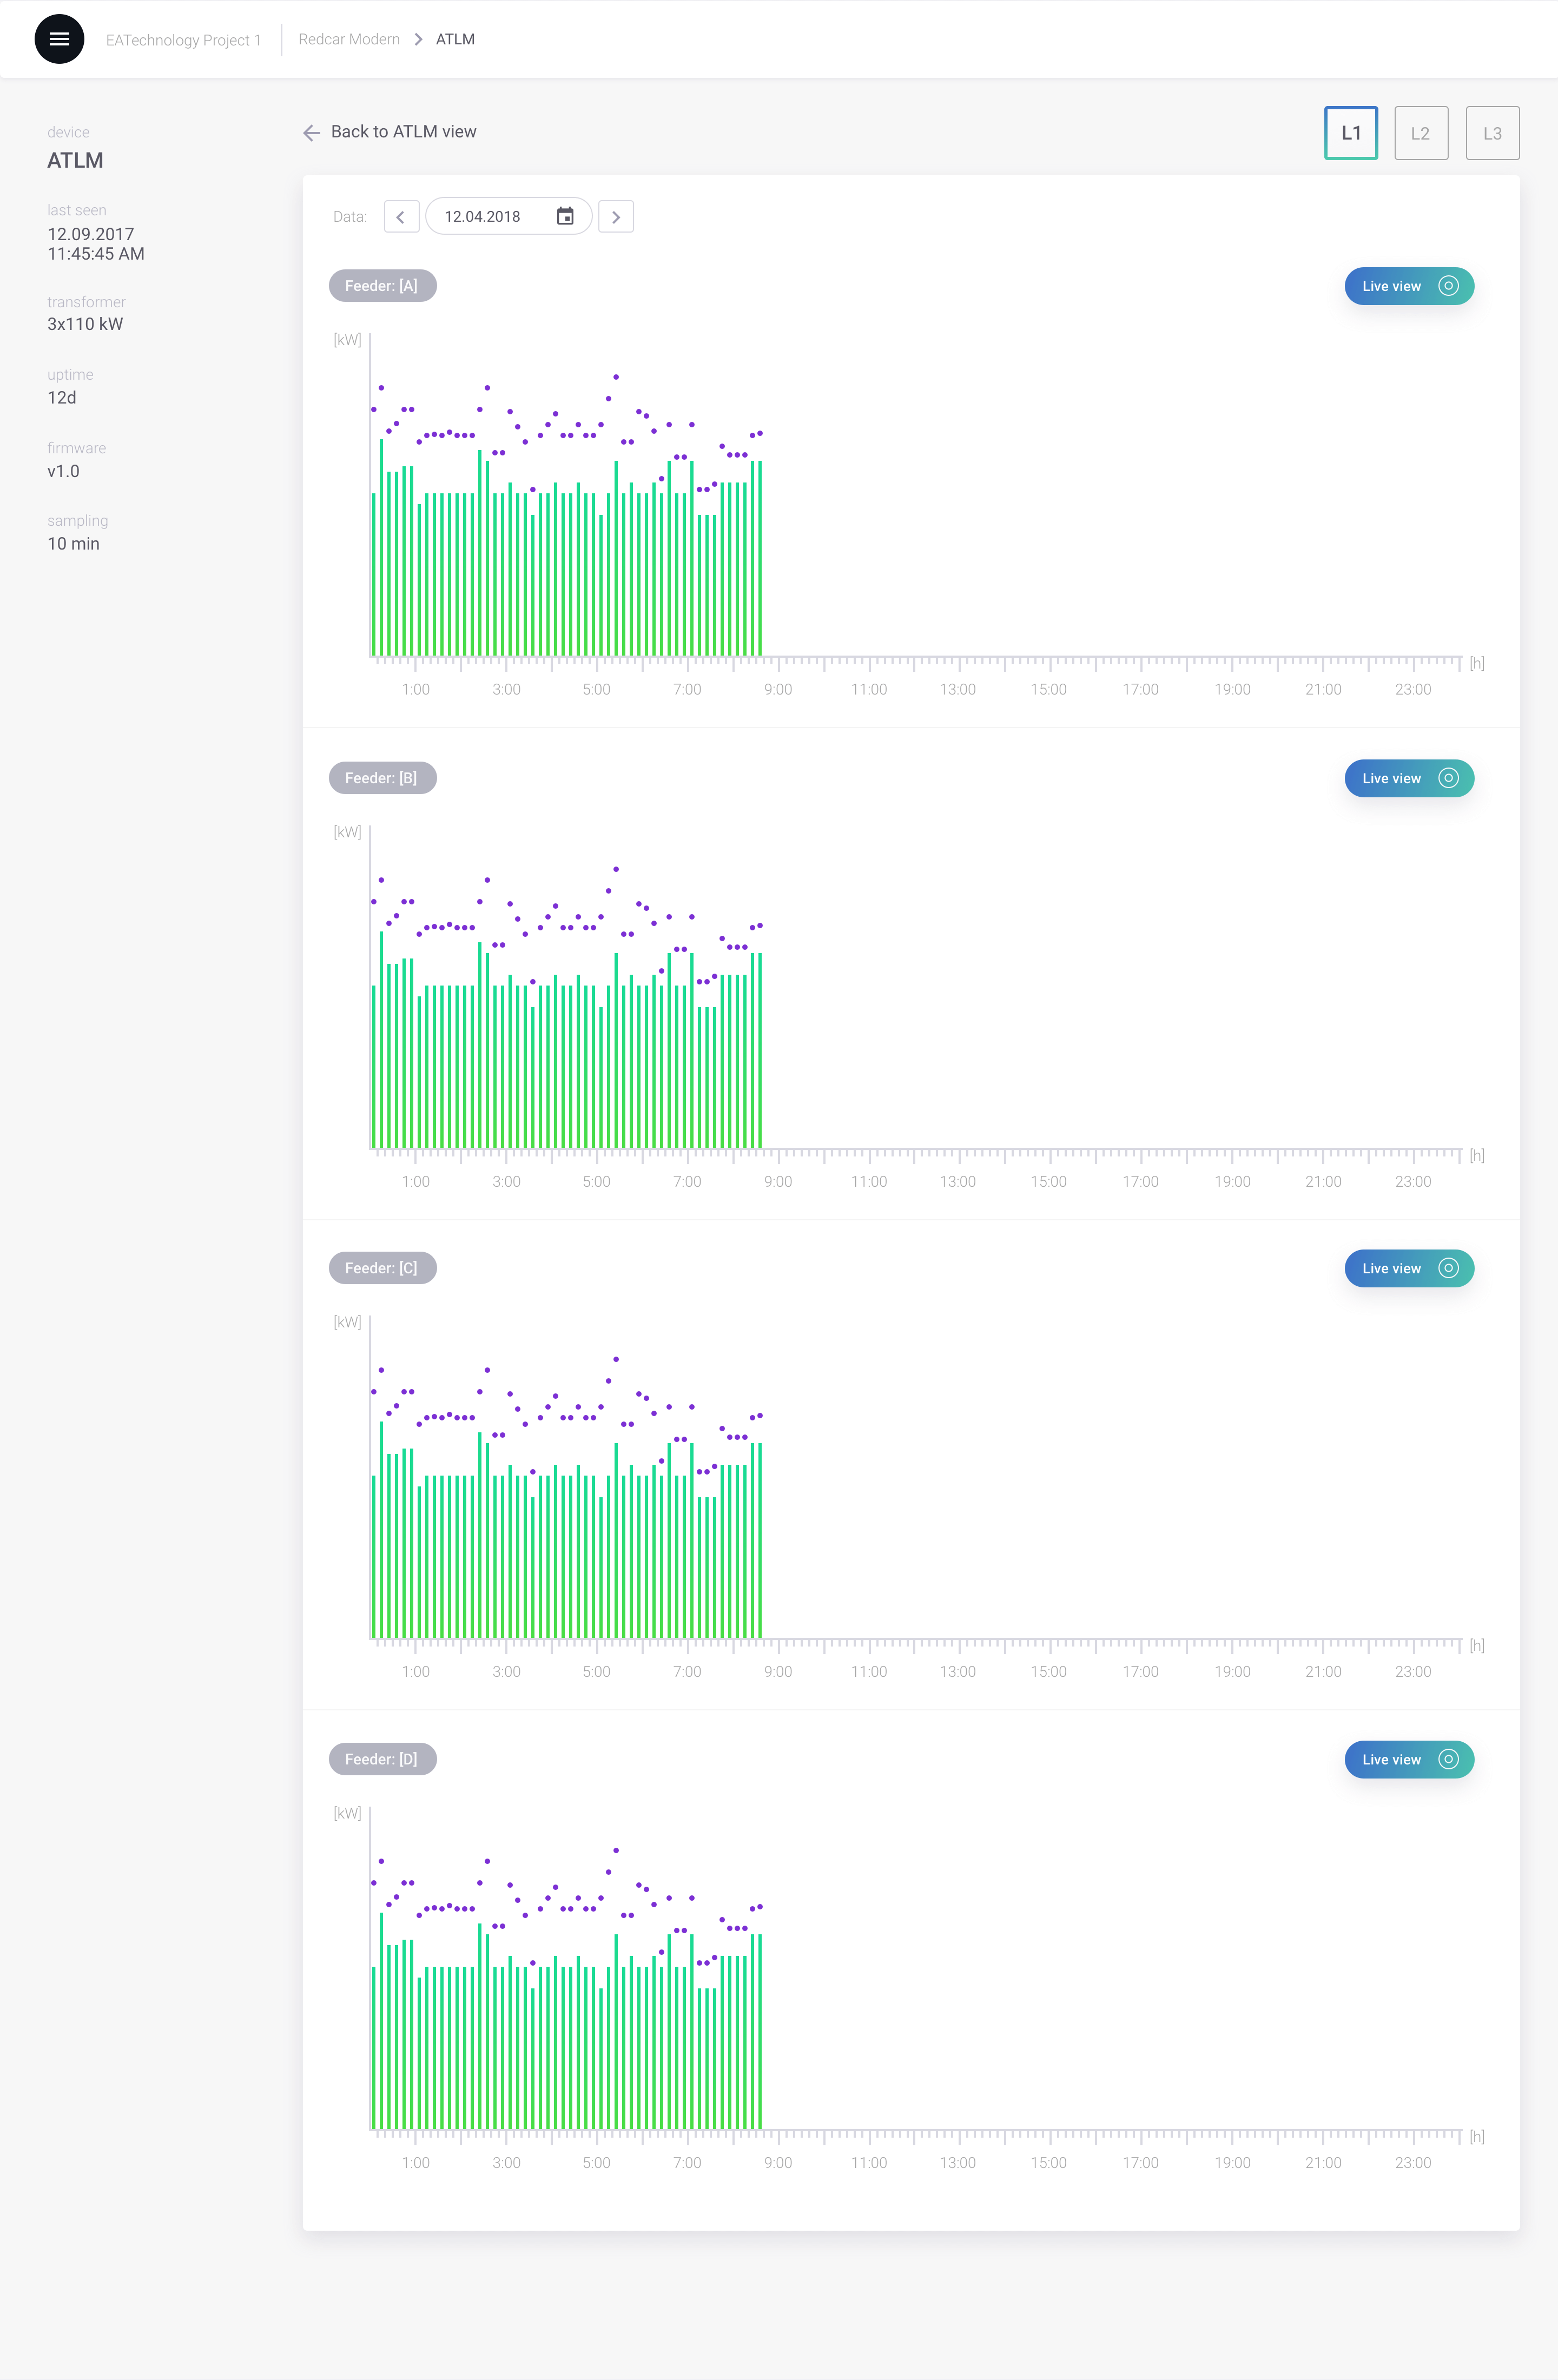 EATechnology Project 1
Redcar Modern
ATLM
device
ATLM
last seen
12.09.2017
11:45:45 AM
transformer
3x110 kW
uptime
12d
firmware
v1.0
sampling
10 min
Back to ATLM view
L1
L2
L3
Data:
12.04.2018
Feeder: [A]
Live view
[kW]
[h]
1:00 3:00 5:00 7:00 9:00 11:00 13:00 15:00 17:00 19:00 21:00 23:00
Feeder: [B]
Live view
[kW]
[h]
1:00 3:00 5:00 7:00 9:00 11:00 13:00 15:00 17:00 19:00 21:00 23:00
Feeder: [C]
Live view
[kW]
[h]
1:00 3:00 5:00 7:00 9:00 11:00 13:00 15:00 17:00 19:00 21:00 23:00
Feeder: [D]
Live view
[kW]
[h]
1:00 3:00 5:00 7:00 9:00 11:00 13:00 15:00 17:00 19:00 21:00 23:00